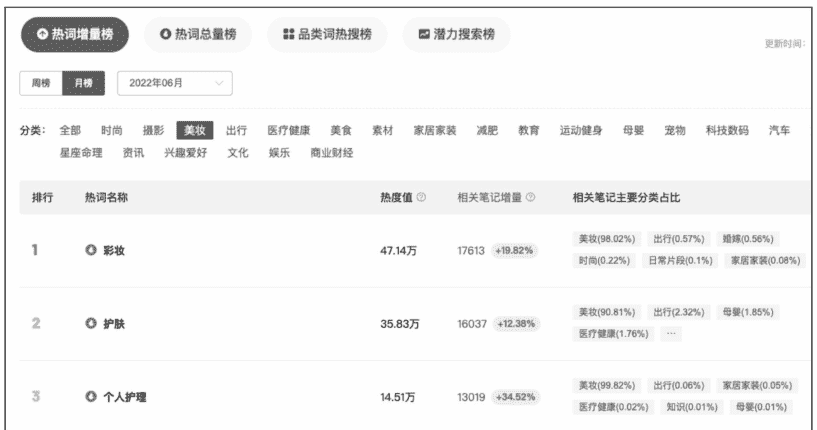 热词增量榜 热词总量榜 品类词热搜榜 潜力搜索榜
更新时间:
周榜 月榜 2022年06月
分类: 全部 时尚 摄影 美妆 出行 医疗健康 美食 素材 家居家装 减肥 教育 运动健身 母婴 宠物 科技数码 汽车
星座命理 资讯 兴趣爱好 文化 娱乐 商业财经
排行 热词名称 热度值 相关笔记增量 相关笔记主要分类占比
1 彩妆 47.14万 17613 +19.82% 美妆(98.02%) 出行(0.57%) 婚嫁(0.56%)
时尚(0.22%) 日常片段(0.1%) 家居家装(0.08%)
2 护肤 35.83万 16037 +12.38% 美妆(90.81%) 出行(2.32%) 母婴(1.85%)
医疗健康(1.76%) ...
3 个人护理 14.51万 13019 +34.52% 美妆(99.82%) 出行(0.06%) 家居家装(0.05%)
医疗健康(0.02%) 知识(0.01%) 母婴(0.01%)